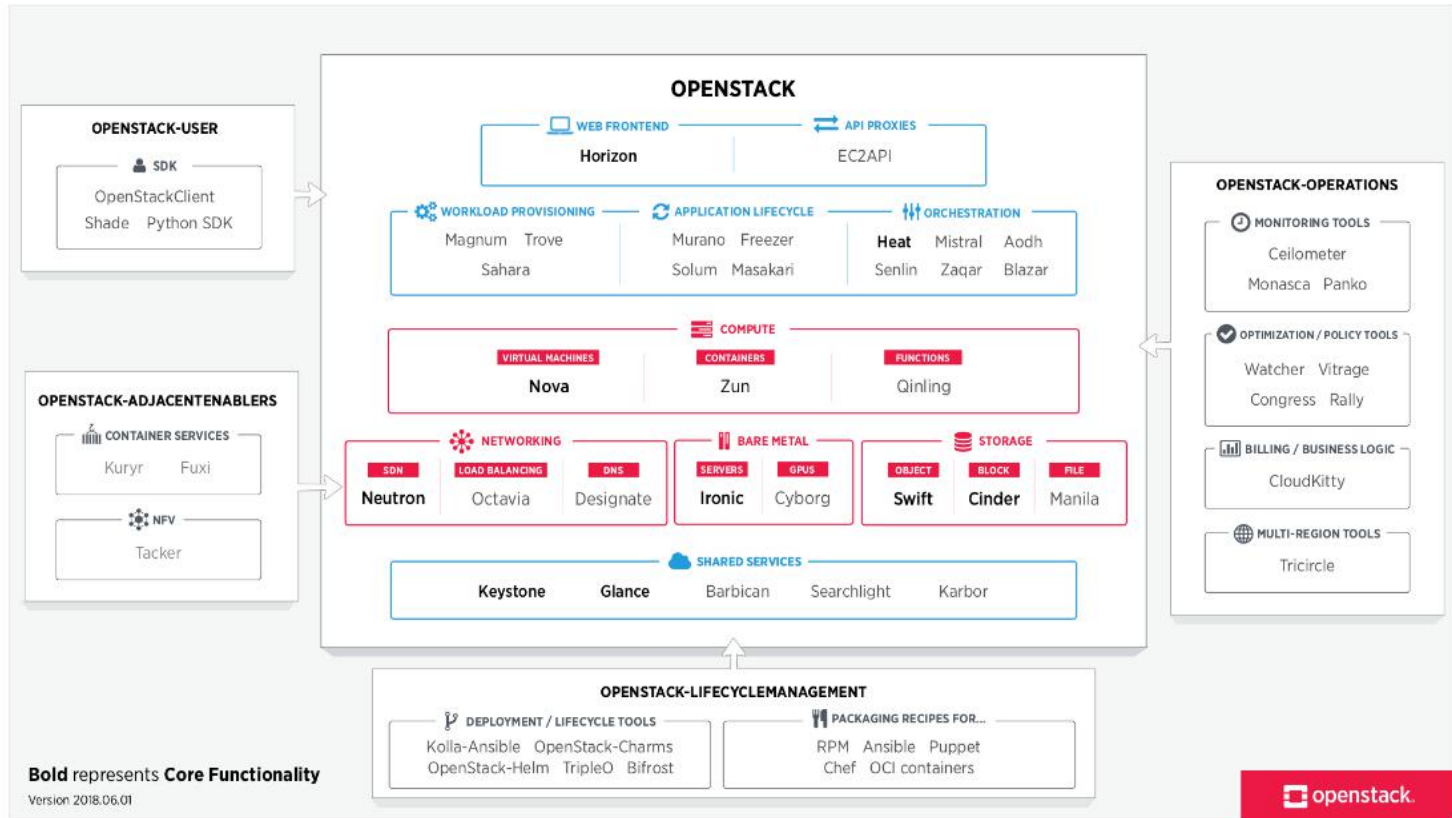 OPENSTACK
WEB FRONTEND
Horizon
API PROXIES
EC2API
WORKLOAD PROVISIONING
Magnum Trove
Sahara
APPLICATION LIFECYCLE
Murano Freezer
Solum Masakari
ORCHESTRATION
Heat Mistral Aodh
Senlin Zaqar Blazar
COMPUTE
VIRTUAL MACHINES
Nova
CONTAINERS
Zun
FUNCTIONS
Qinling
NETWORKING
SDN
Neutron
LOAD BALANCING
Octavia
DNS
Designate
BARE METAL
SERVERS
Ironic
GPUS
Cyborg
STORAGE
OBJECT
Swift
BLOCK
Cinder
FILE
Manila
SHARED SERVICES
Keystone Glance Barbican Searchlight Karbor
OPENSTACK-USER
SDK
OpenStackClient
Shade Python SDK
OPENSTACK-ADJACENTENABLERS
CONTAINER SERVICES
Kuryr Fuxi
NFV
Tacker
OPENSTACK-OPERATIONS
MONITORING TOOLS
Ceilometer
Monasca Panko
OPTIMIZATION / POLICY TOOLS
Watcher Vitrage
Congress Rally
BILLING / BUSINESS LOGIC
CloudKitty
MULTI-REGION TOOLS
Tricircle
OPENSTACK-LIFECYCLEMANAGEMENT
DEPLOYMENT / LIFECYCLE TOOLS
Kolla-Ansible OpenStack-Charms
OpenStack-Helm TripleO Bifrost
PACKAGING RECIPES FOR...
RPM Ansible Puppet
Chef OCI containers
Bold represents Core Functionality
Version 2018.06.01
openstack.